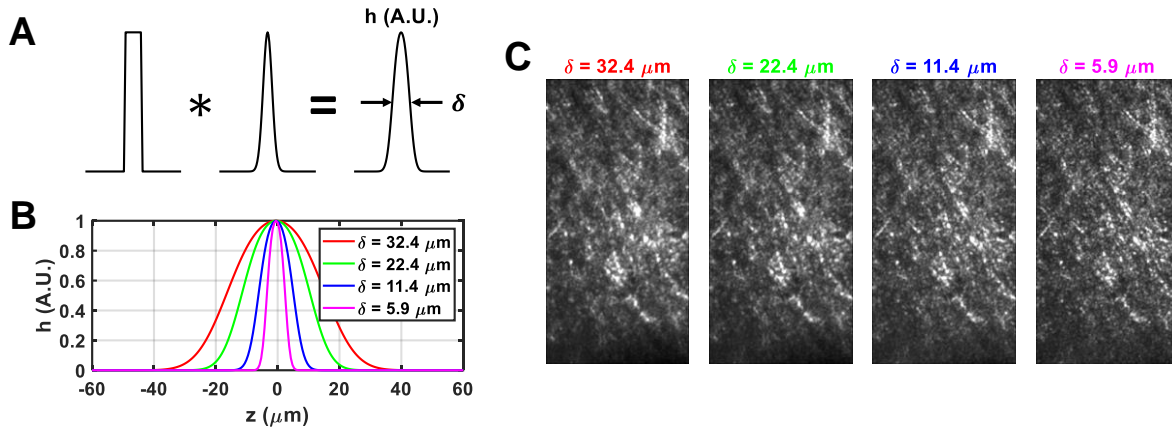 A
h (A.U.)
*
=
δ
B
h (A.U.)
1
0.8
0.6
0.4
0.2
0
-60
-40
-20
0
20
40
60
z (μm)
δ = 32.4 μm
δ = 22.4 μm
δ = 11.4 μm
δ = 5.9 μm
C
δ = 32.4 μm
δ = 22.4 μm
δ = 11.4 μm
δ = 5.9 μm